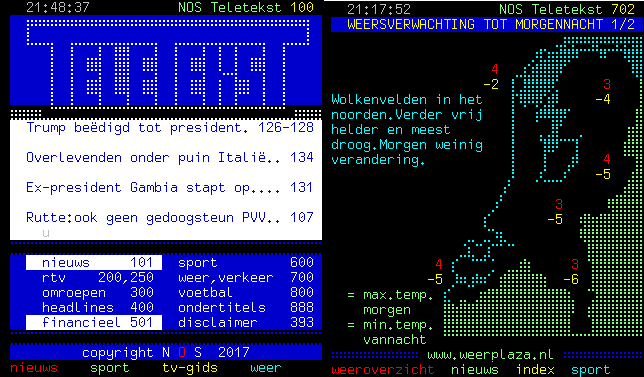 21:48:37 NOS Teletekst 100
TELETEKST
Trump beëdigd tot president. 126-128
Overlevenden onder puin Italië.. 134
Ex-president Gambia stapt op.... 131
Rutte:ook geen gedoogsteun PVV.. 107
u
nieuws 101 sport 600
rtv 200,250 weer,verkeer 700
omroepen 300 voetbal 800
headlines 400 ondertitels 888
financieel 501 disclaimer 393
copyright N O S 2017
nieuws sport tv-gids weer
21:17:52 NOS Teletekst 702
WEERSVERWACHTING TOT MORGENNACHT 1/2
4
-2
3
-4
Wolkenvelden in het
noorden.Verder vrij
helder en meest
droog.Morgen weinig
verandering.
4
-5
3
-5
4
-5
3
-6
= max.temp.
morgen
= min.temp.
vannacht
www.weerplaza.nl
weeroverzicht nieuws index sport